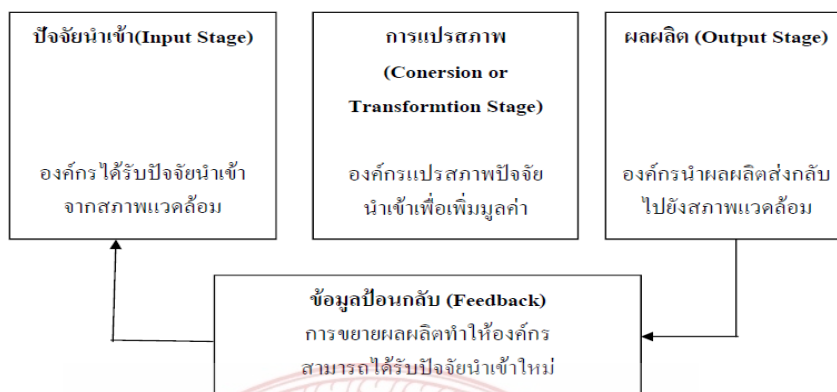 ปัจจัยนำเข้า(Input Stage)
องค์กรได้รับปัจจัยนำเข้า
จากสภาพแวดล้อม
การแปรสภาพ
(Conersion or
Transformtion Stage)
องค์กรแปรสภาพปัจจัย
นำเข้าเพื่อเพิ่มมูลค่า
ผลผลิต (Output Stage)
องค์กรนำผลผลิตส่งกลับ
ไปยังสภาพแวดล้อม
ข้อมูลป้อนกลับ (Feedback)
การขยายผลผลิตทำให้องค์กร
สามารถได้รับปัจจัยนำเข้าใหม่